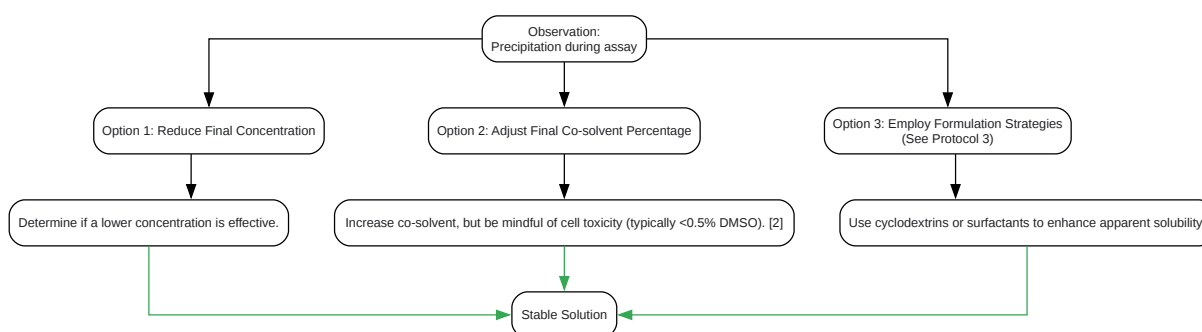 Observation:
Precipitation during assay
Option 1: Reduce Final Concentration
Option 2: Adjust Final Co-solvent Percentage
Option 3: Employ Formulation Strategies
(See Protocol 3)
Determine if a lower concentration is effective.
Increase co-solvent, but be mindful of cell toxicity (typically <0.5% DMSO). [2]
Use cyclodextrins or surfactants to enhance apparent solubility.
Stable Solution